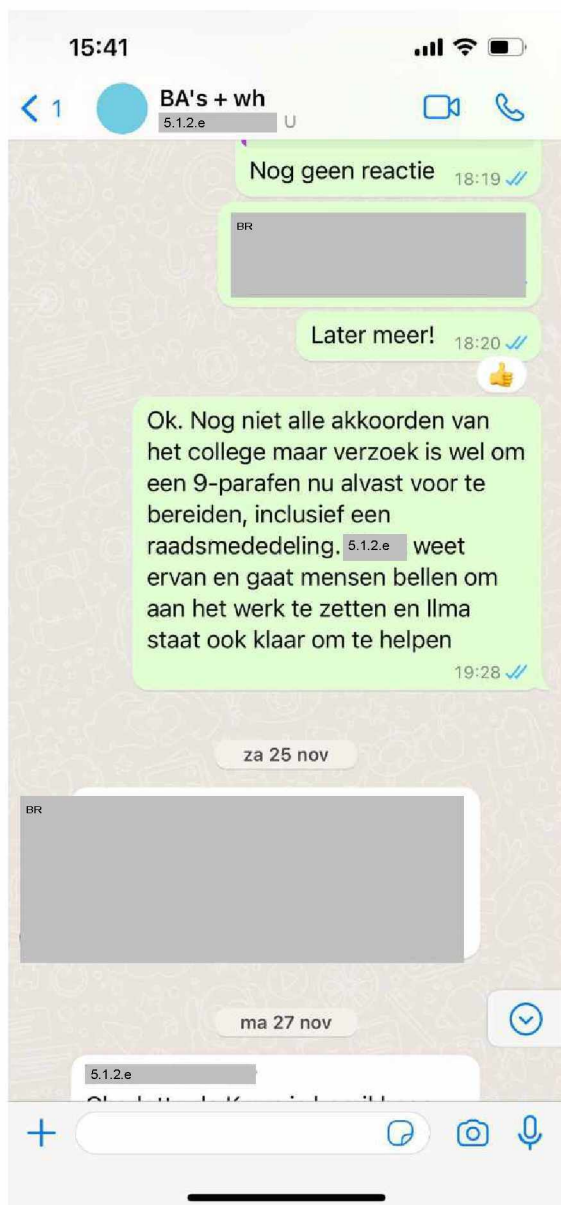 15:41
1
BA's + wh
5.1.2.e
U
Nog geen reactie 18:19
BR
Later meer! 18:20
Ok. Nog niet alle akkoorden van
het college maar verzoek is wel om
een 9-parafen nu alvast voor te
bereiden, inclusief een
raadsmededeling. 5.1.2.e weet
ervan en gaat mensen bellen om
aan het werk te zetten en Ilma
staat ook klaar om te helpen
19:28
za 25 nov
BR
ma 27 nov
5.1.2.e